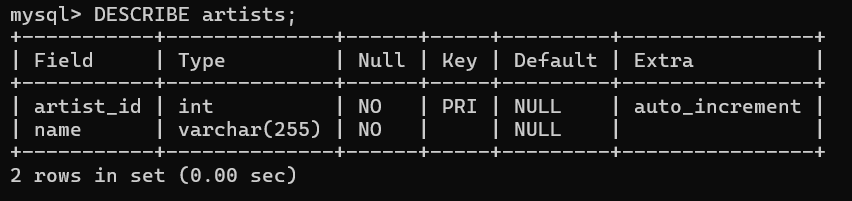 mysql> DESCRIBE artists;
+-----------+--------------+------+-----+---------+----------------+
| Field     | Type         | Null | Key | Default | Extra          |
+-----------+--------------+------+-----+---------+----------------+
| artist_id | int          | NO   | PRI | NULL    | auto_increment |
| name      | varchar(255) | NO   |     | NULL    |                |
+-----------+--------------+------+-----+---------+----------------+
2 rows in set (0.00 sec)